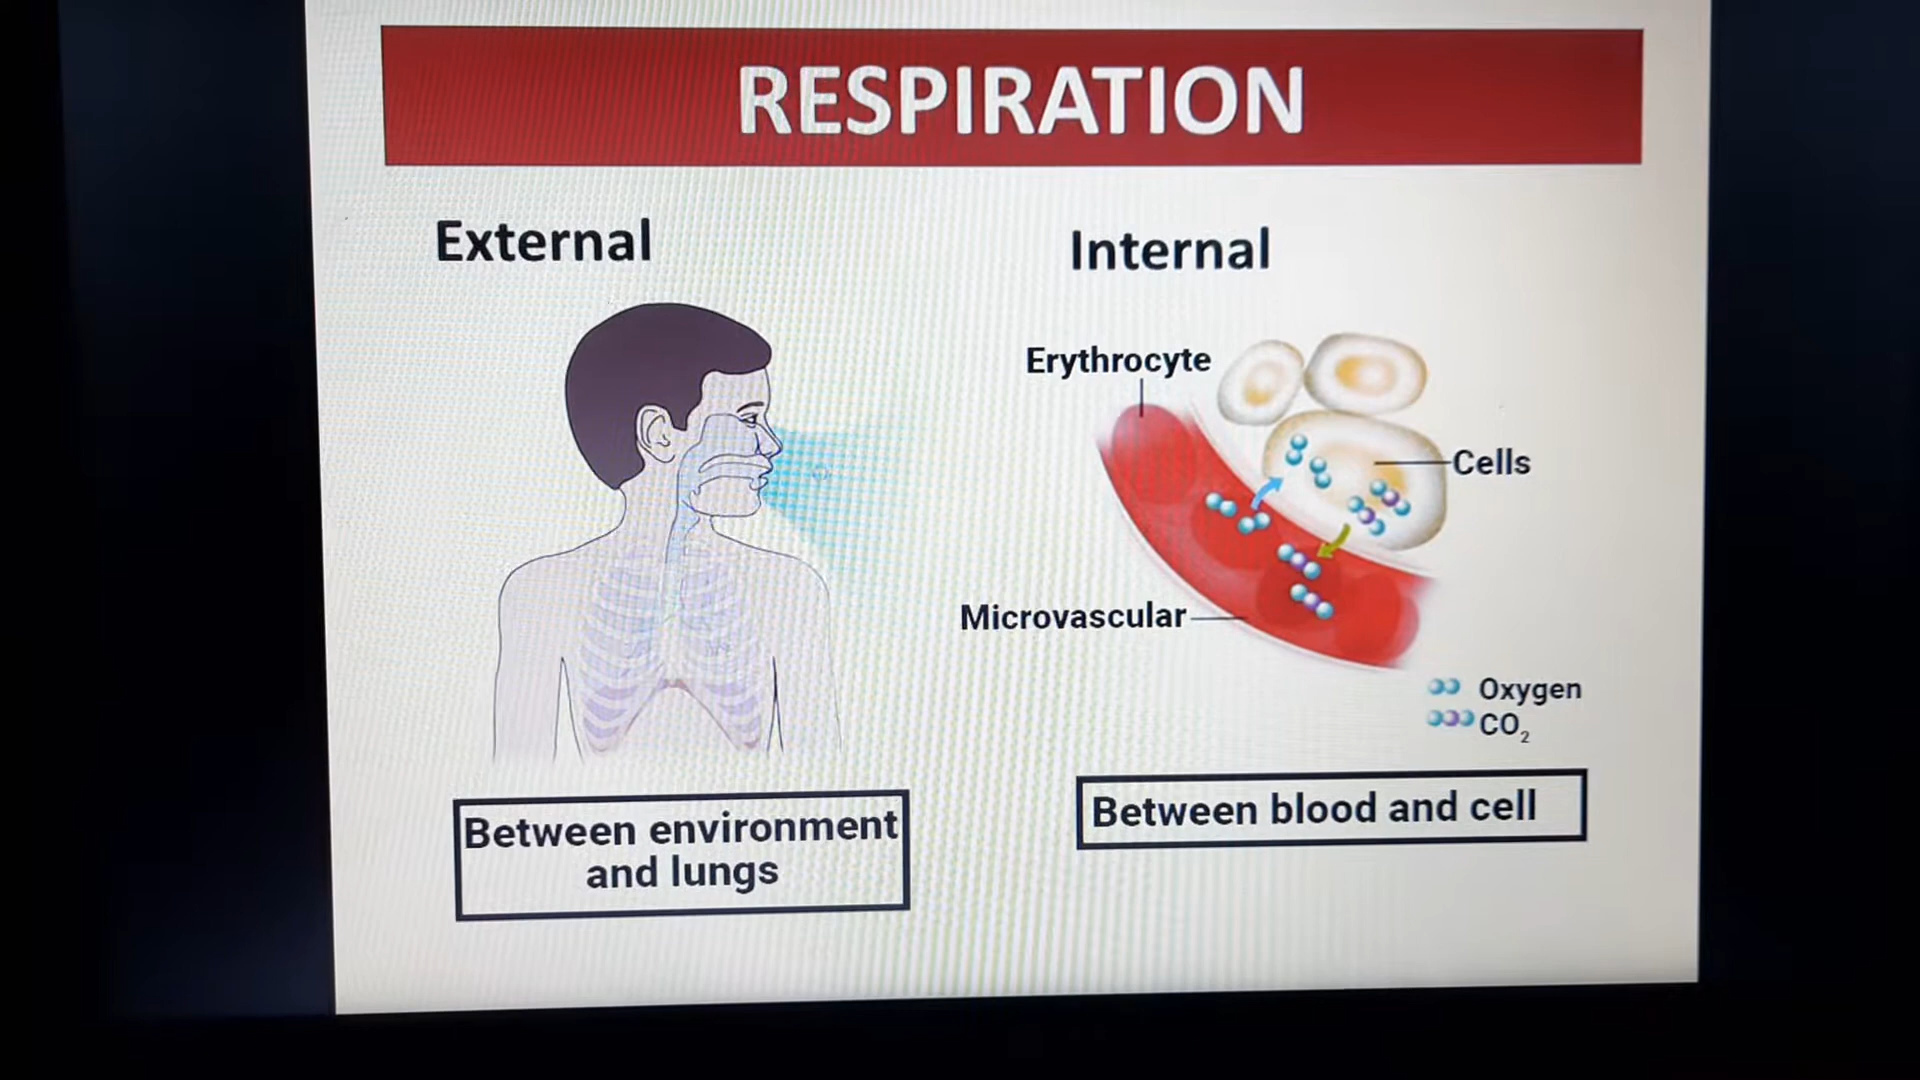 RESPIRATION
External
Internal
Erythrocyte
Cells
Microvascular
Oxygen
CO₂
Between environment
and lungs
Between blood and cell